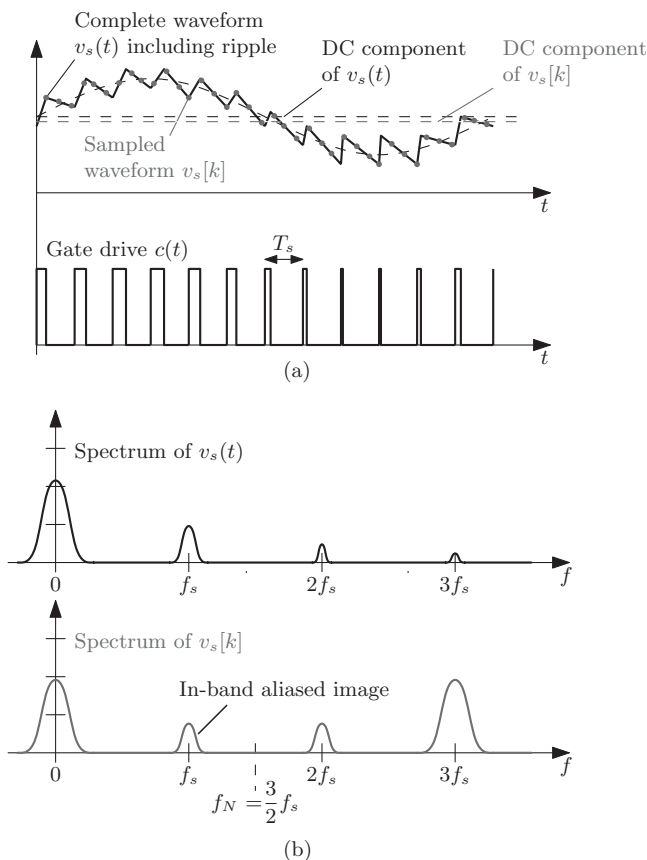 Complete waveform
v_s(t) including ripple
DC component
of v_s(t)
DC component
of v_s[k]
Sampled
waveform v_s[k]
t
Gate drive c(t)
T_s
t
(a)
Spectrum of v_s(t)
0
f_s
2f_s
3f_s
f
Spectrum of v_s[k]
In-band aliased image
0
f_s
2f_s
3f_s
f
f_N = 3/2 f_s
(b)